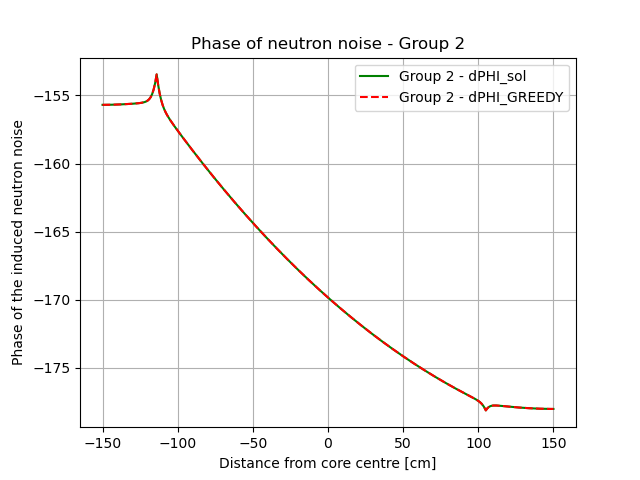 Phase of neutron noise - Group 2
Group 2 - dPHI_sol
Group 2 - dPHI_GREEDY
Phase of the induced neutron noise
−155
−160
−165
−170
−175
−150
−100
−50
0
50
100
150
Distance from core centre [cm]